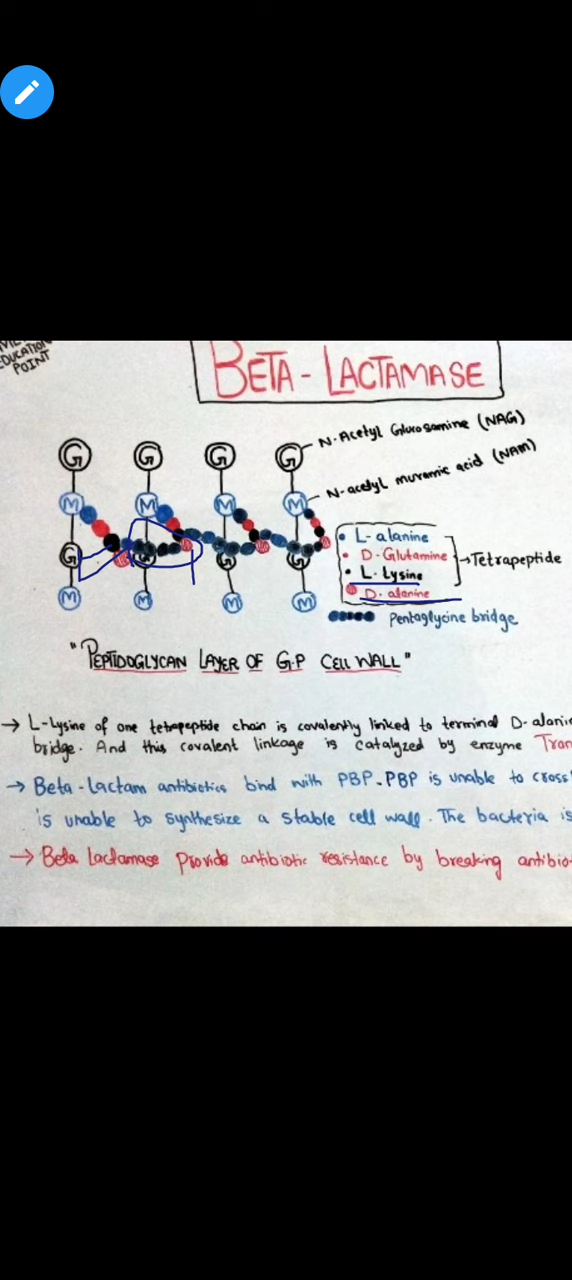 EDUCATION
POINT
BETA-LACTAMASE
N-Acetyl Glucosamine (NAG)
N-acetyl muramic acid (NAM)
G G G G
M M M M
G G G G
M M M M
L-alanine
D-Glutamine
L-Lysine
D-alanine
→Tetrapeptide
Pentaglycine bridge
"PEPTIDOGLYCAN LAYER OF G.P CELL WALL"
→ L-Lysine of one tetrapeptide chain is covalently linked to terminal D-alani
bridge. And this covalent linkage is catalyzed by enzyme Tran
→ Beta-Lactam antibiotics bind with PBP. PBP is unable to cross
is unable to synthesize a stable cell wall. The bacteria is
→ Beta Lactamase Provide antibiotic resistance by breaking antibio